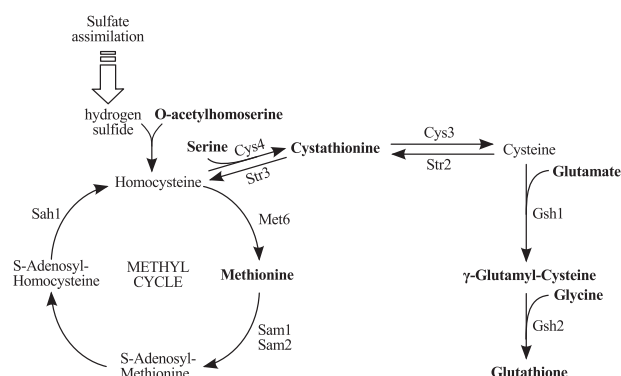 Sulfate
assimilation
hydrogen
sulfide
O-acetylhomoserine
Serine
Cys4
Str3
Cystathionine
Cys3
Str2
Cysteine
Glutamate
Homocysteine
Sah1
Met6
Gsh1
S-Adenosyl-
Homocysteine
METHYL
CYCLE
Methionine
γ-Glutamyl-Cysteine
Glycine
Sam1
Sam2
Gsh2
S-Adenosyl-
Methionine
Glutathione